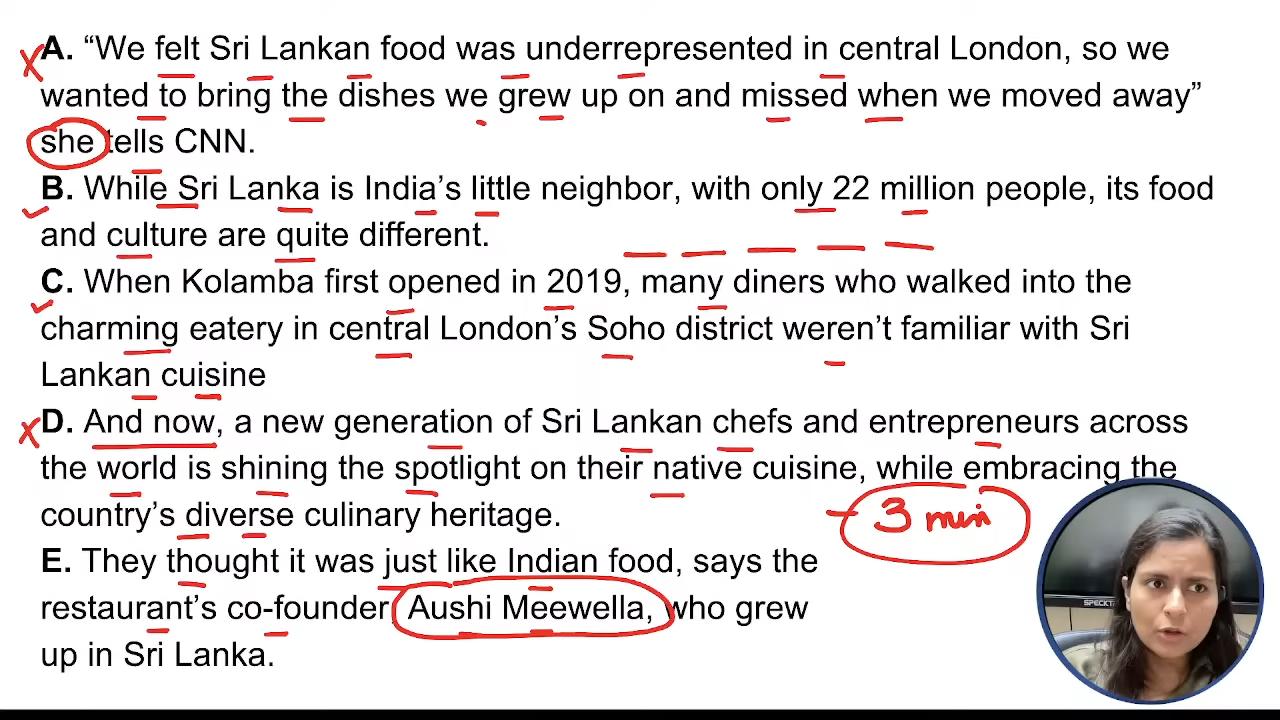 A. “We felt Sri Lankan food was underrepresented in central London, so we
wanted to bring the dishes we grew up on and missed when we moved away”
she tells CNN.
B. While Sri Lanka is India’s little neighbor, with only 22 million people, its food
and culture are quite different.
C. When Kolamba first opened in 2019, many diners who walked into the
charming eatery in central London’s Soho district weren’t familiar with Sri
Lankan cuisine
D. And now, a new generation of Sri Lankan chefs and entrepreneurs across
the world is shining the spotlight on their native cuisine, while embracing the
country’s diverse culinary heritage.
3 min
E. They thought it was just like Indian food, says the
restaurant’s co-founder Aushi Meewella, who grew
up in Sri Lanka.